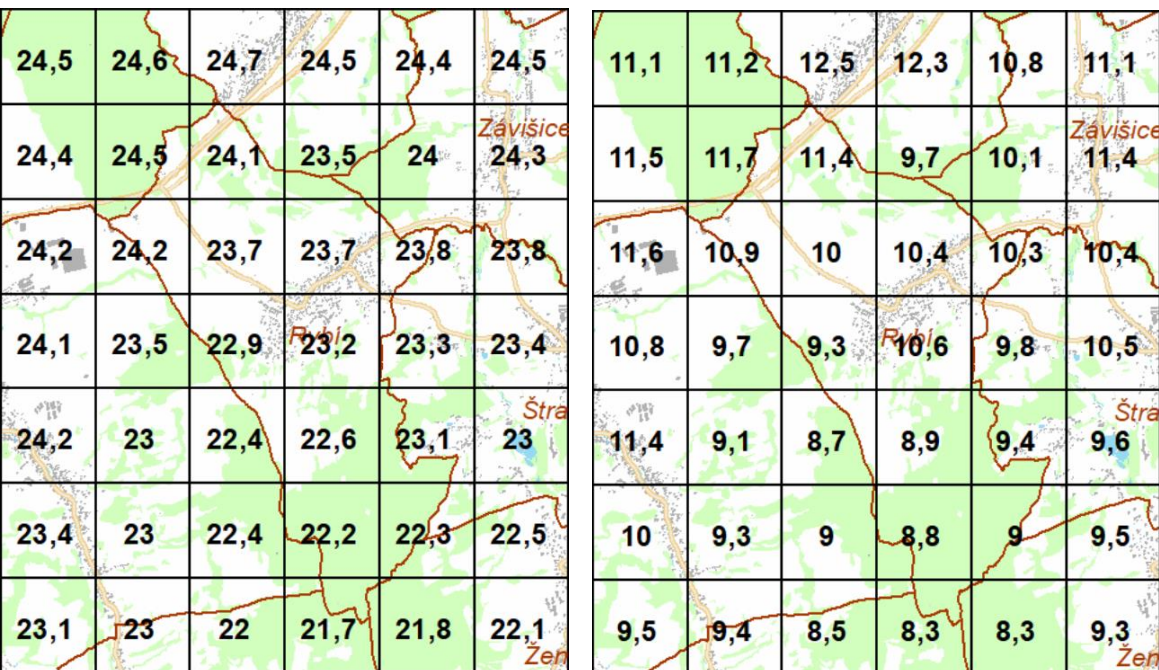 24,5 24,6 24,7 24,5 24,4 24,5
Závišice
24,4 24,5 24,1 23,5 24 24,3
24,2 24,2 23,7 23,7 23,8 23,8
24,1 23,5 22,9 Rybí 23,2 23,3 23,4
Štra
24,2 23 22,4 22,6 23,1 23
23,4 23 22,4 22,2 22,3 22,5
23,1 23 22 21,7 21,8 22,1
Žen
11,1 11,2 12,5 12,3 10,8 11,1
Závišice
11,5 11,7 11,4 9,7 10,1 11,4
11,6 10,9 10 10,4 10,3 10,4
10,8 9,7 9,3 Rybí 10,6 9,8 10,5
Štra
11,4 9,1 8,7 8,9 9,4 9,6
10 9,3 9 8,8 9 9,5
9,5 9,4 8,5 8,3 8,3 9,3
Žen